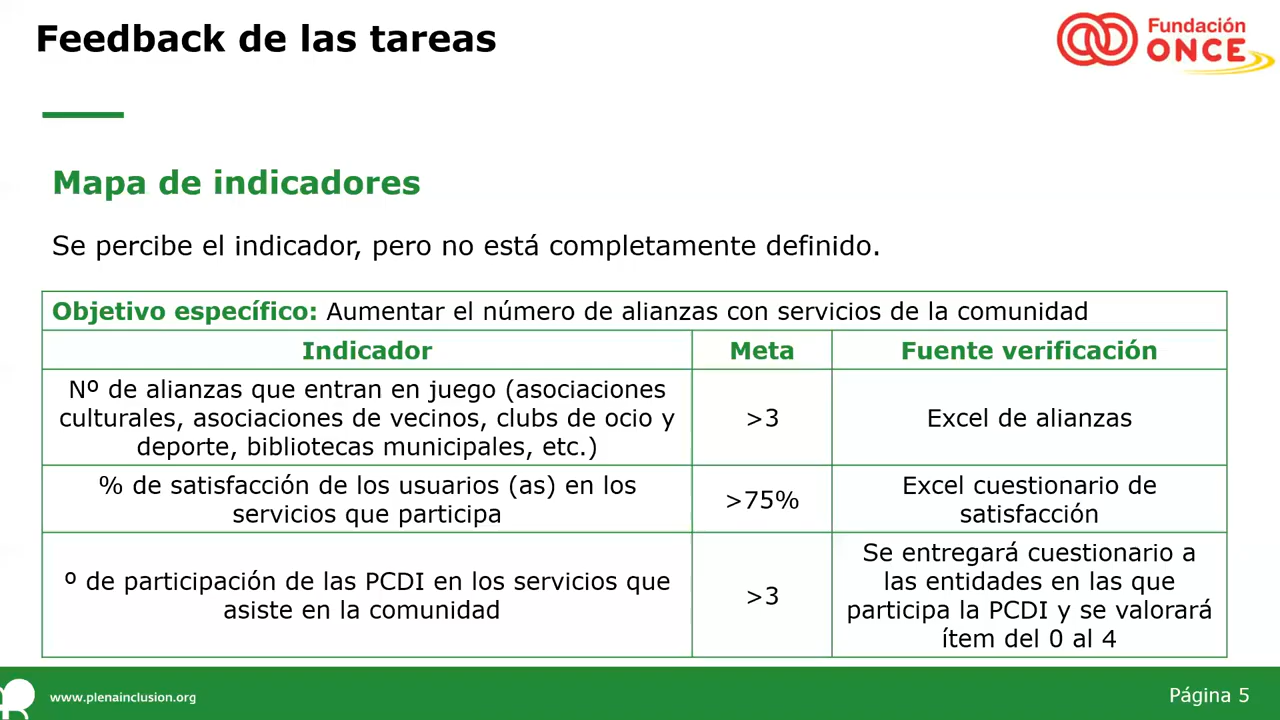 Feedback de las tareas
Fundación
ONCE
Mapa de indicadores
Se percibe el indicador, pero no está completamente definido.
Objetivo específico: Aumentar el número de alianzas con servicios de la comunidad
Indicador
Meta
Fuente verificación
Nº de alianzas que entran en juego (asociaciones
culturales, asociaciones de vecinos, clubs de ocio y
deporte, bibliotecas municipales, etc.)
>3
Excel de alianzas
% de satisfacción de los usuarios (as) en los
servicios que participa
>75%
Excel cuestionario de
satisfacción
º de participación de las PCDI en los servicios que
asiste en la comunidad
>3
Se entregará cuestionario a
las entidades en las que
participa la PCDI y se valorará
ítem del 0 al 4
www.plenainclusion.org
Página 5